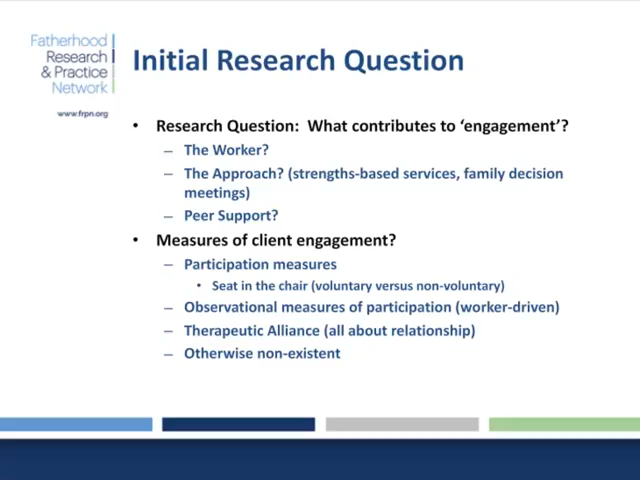 Fatherhood
Research
& Practice
Network
www.frpn.org
Initial Research Question
• Research Question: What contributes to ‘engagement’?
– The Worker?
– The Approach? (strengths-based services, family decision
meetings)
– Peer Support?
• Measures of client engagement?
– Participation measures
• Seat in the chair (voluntary versus non-voluntary)
– Observational measures of participation (worker-driven)
– Therapeutic Alliance (all about relationship)
– Otherwise non-existent